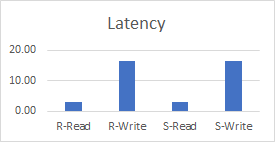 Latency
20.00
10.00
0.00
R-Read R-Write S-Read S-Write